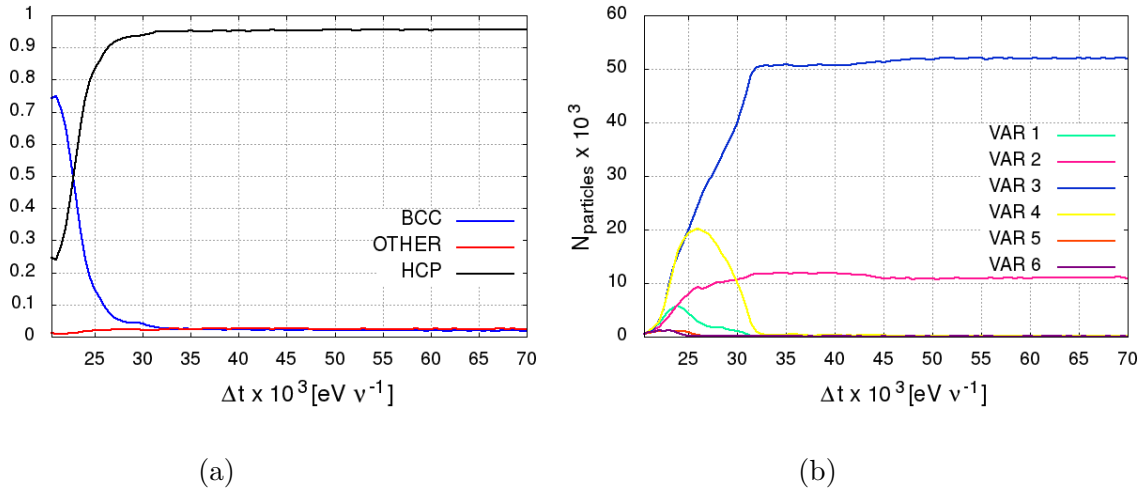 1
0.9
0.8
0.7
0.6
0.5
0.4
0.3
0.2
0.1
0
BCC
OTHER
HCP
25 30 35 40 45 50 55 60 65 70
Δt x 10³ [eV ν⁻¹]
(a)
60
50
40
30
20
10
0
N particles x 10³
VAR 1
VAR 2
VAR 3
VAR 4
VAR 5
VAR 6
25 30 35 40 45 50 55 60 65 70
Δt x 10³ [eV ν⁻¹]
(b)